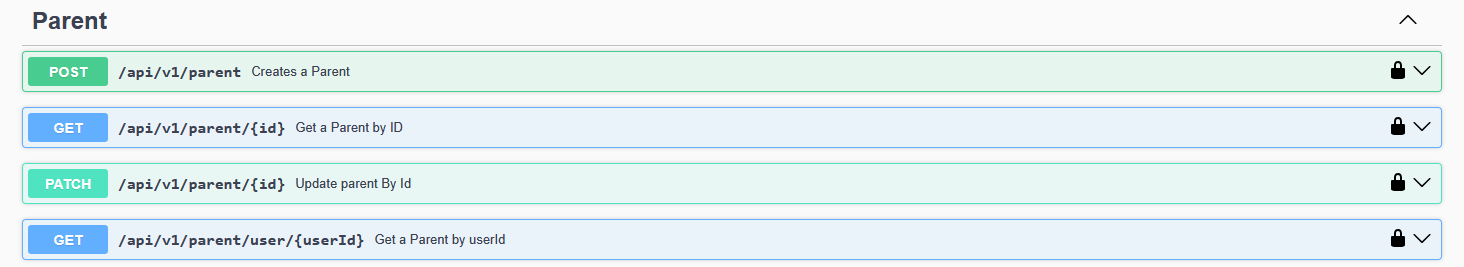 Parent
POST /api/v1/parent Creates a Parent
GET /api/v1/parent/{id} Get a Parent by ID
PATCH /api/v1/parent/{id} Update parent By Id
GET /api/v1/parent/user/{userId} Get a Parent by userId